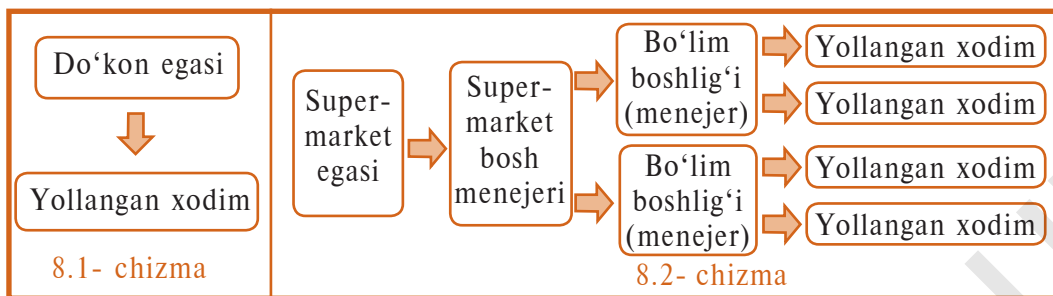 Do‘kon egasi
Yollangan xodim
8.1- chizma
Super-
market
egasi
Super-
market
bosh
menejeri
Bo‘lim
boshlig‘i
(menejer)
Bo‘lim
boshlig‘i
(menejer)
Yollangan xodim
Yollangan xodim
Yollangan xodim
Yollangan xodim
8.2- chizma